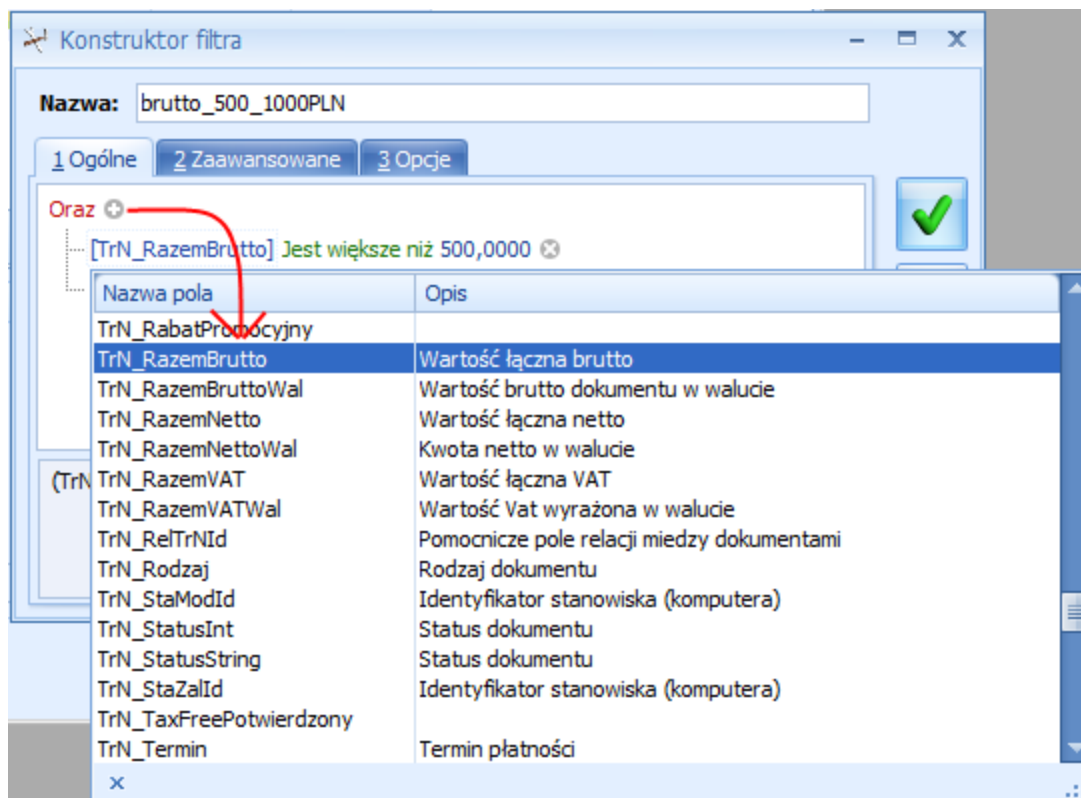 Konstruktor filtra
Nazwa: brutto_500_1000PLN
1 Ogólne 2 Zaawansowane 3 Opcje
Oraz
[TrN_RazemBrutto] Jest większe niż 500,0000
(TrN
Nazwa pola Opis
TrN_RabatPromocyjny
TrN_RazemBrutto Wartość łączna brutto
TrN_RazemBruttoWal Wartość brutto dokumentu w walucie
TrN_RazemNetto Wartość łączna netto
TrN_RazemNettoWal Kwota netto w walucie
TrN_RazemVAT Wartość łączna VAT
TrN_RazemVATWal Wartość Vat wyrażona w walucie
TrN_RelTrNId Pomocnicze pole relacji miedzy dokumentami
TrN_Rodzaj Rodzaj dokumentu
TrN_StaModId Identyfikator stanowiska (komputera)
TrN_StatusInt Status dokumentu
TrN_StatusString Status dokumentu
TrN_StaZalId Identyfikator stanowiska (komputera)
TrN_TaxFreePotwierdzony
TrN_Termin Termin płatności